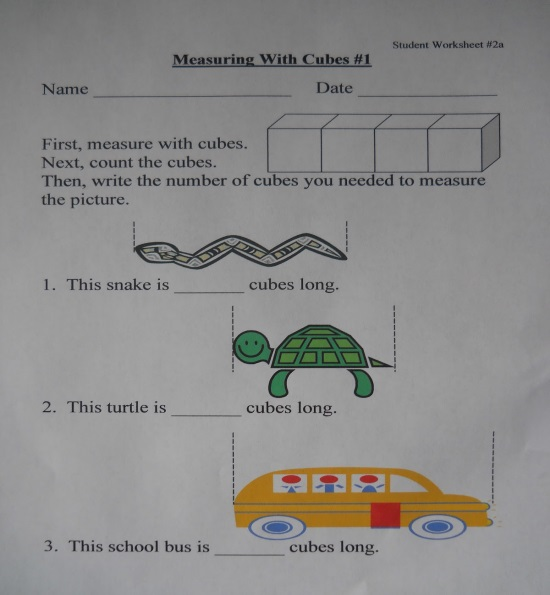 Student Worksheet #2a
Measuring With Cubes #1
Name ____________________ Date ______________
First, measure with cubes.
Next, count the cubes.
Then, write the number of cubes you needed to measure
the picture.
1. This snake is _______ cubes long.
2. This turtle is _______ cubes long.
3. This school bus is _______ cubes long.